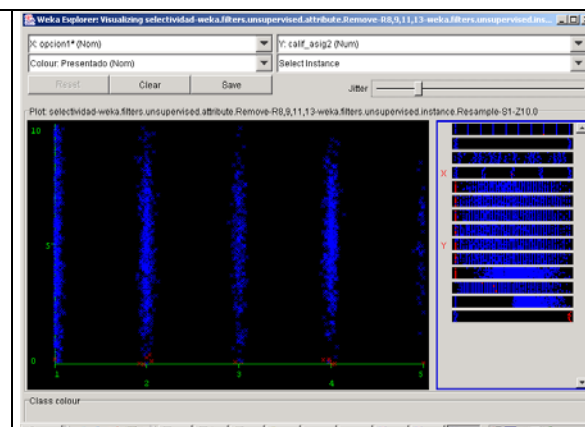 Weka Explorer: Visualizing selectividad-weka.filters.unsupervised.attribute.Remove-R8,9,11,13-weka.filters.unsupervised.ins...
X: opcion1* (Nom) Y: calif_asig2 (Num)
Colour: Presentado (Nom) Select Instance
Reset Clear Save Jitter
Plot: selectividad-weka.filters.unsupervised.attribute.Remove-R8,9,11,13-weka.filters.unsupervised.instance.Resample-S1-Z10.0
10
X
5
Y
0
1 2 3 4 5
Class colour